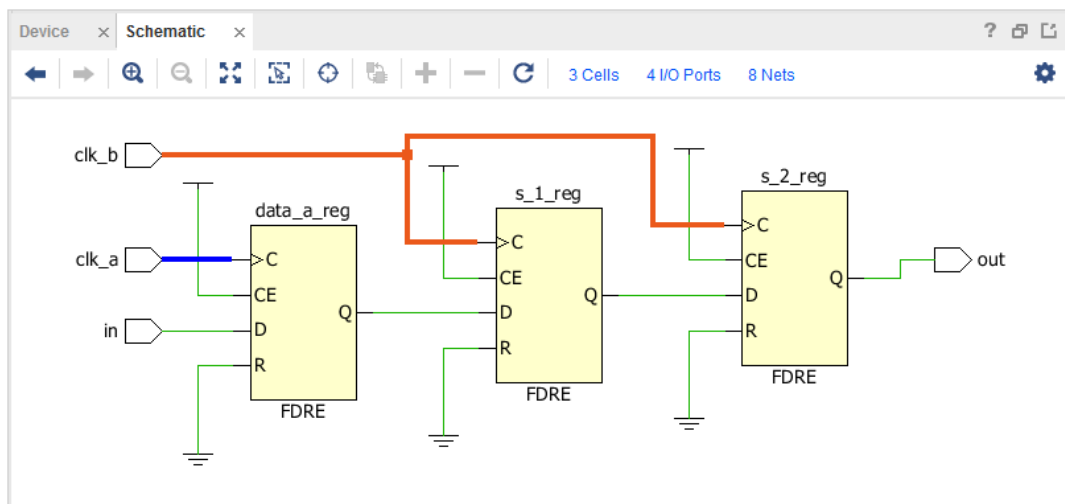 Device × Schematic × ?
3 Cells 4 I/O Ports 8 Nets
clk_b
s_2_reg
s_1_reg
data_a_reg
C
C
clk_a
C
CE
out
CE
Q
CE
Q
D
Q
D
in
D
R
R
R
FDRE
FDRE
FDRE